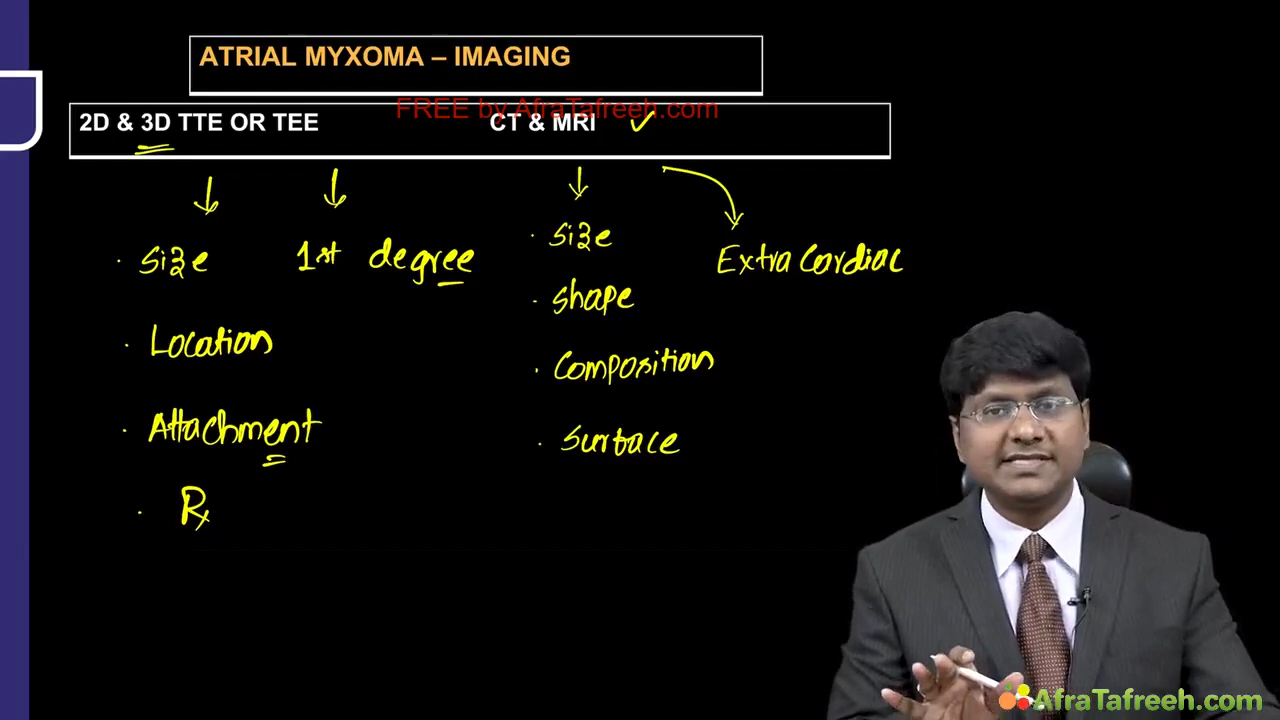 ATRIAL MYXOMA – IMAGING
FREE by AfraTafreeh.com
2D & 3D TTE OR TEE CT & MRI ✓
· Size
· Location
· Attachment
· Rx
1st degree
· Size
· Shape
· Composition
· Surface
Extra Cardiac
AfraTafreeh.com